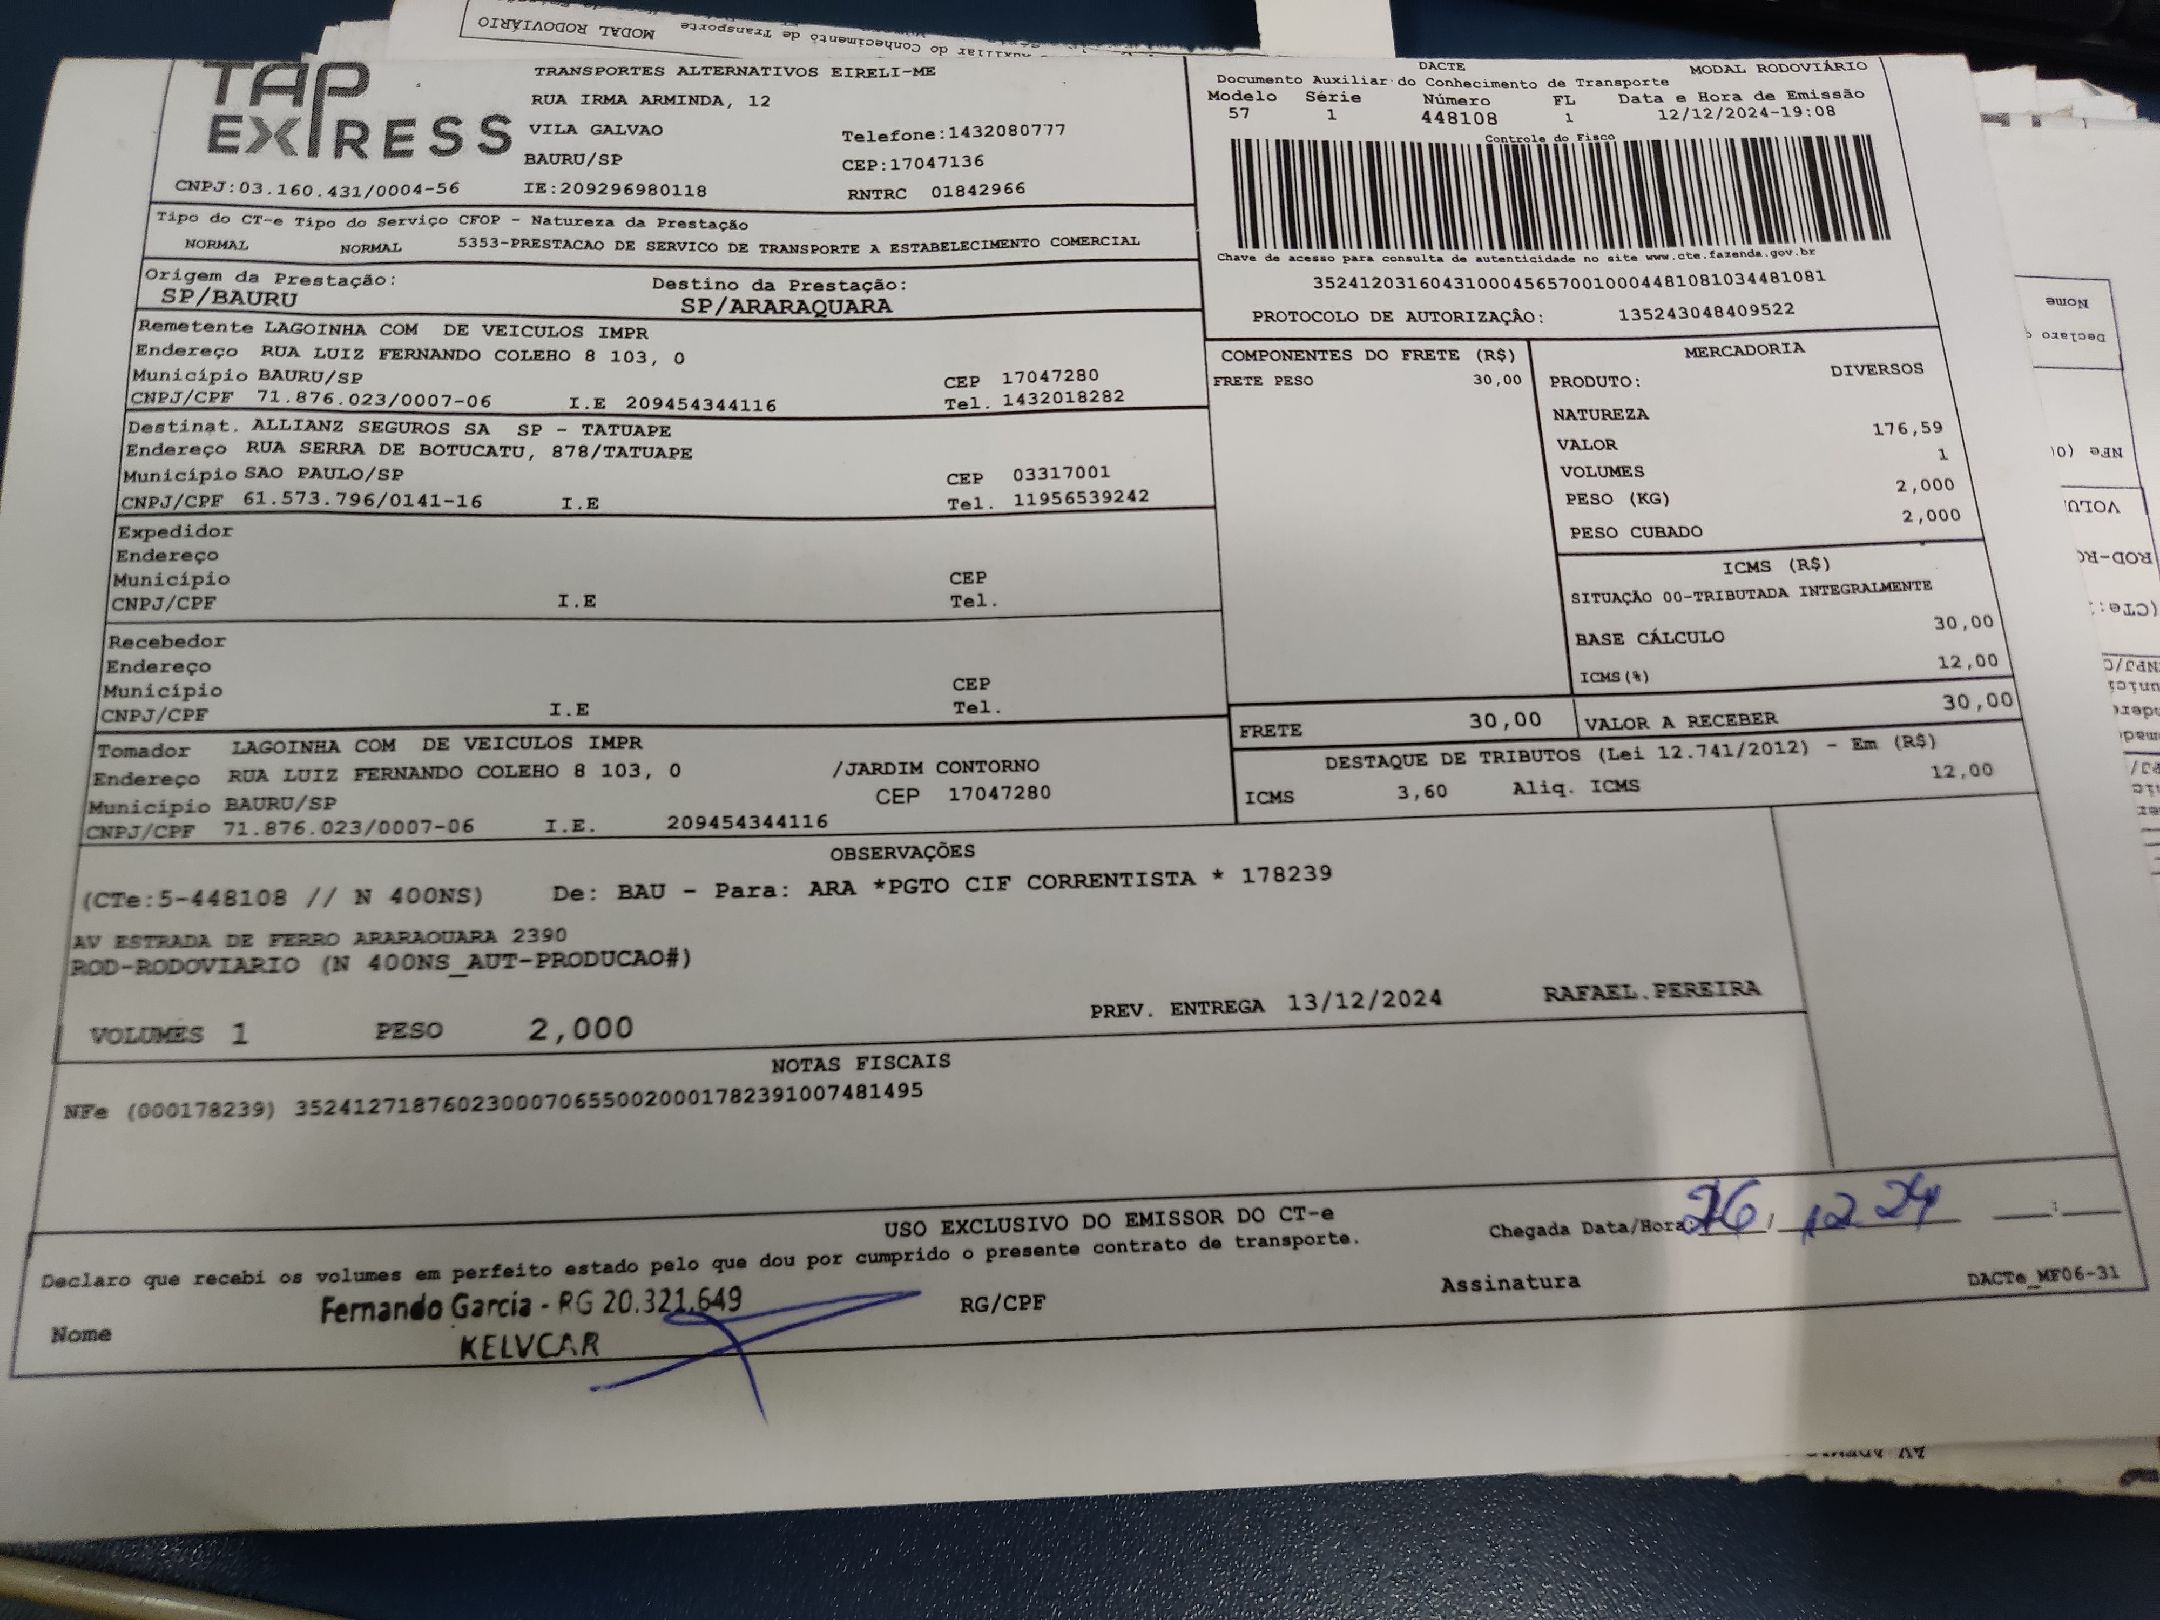 MODAL RODOVIÁRIO
TAP EXPRESS
TRANSPORTES ALTERNATIVOS EIRELI-ME
RUA IRMA ARMINDA, 12
VILA GALVAO Telefone:1432080777
BAURU/SP CEP:17047136
CNPJ:03.160.431/0004-56 IE:209296980118 RNTRC 01842966
DACTE MODAL RODOVIÁRIO
Documento Auxiliar do Conhecimento de Transporte
Modelo Série Número FL Data e Hora de Emissão
57 1 448108 1 12/12/2024-19:08
Controle do Fisco
Chave de acesso para consulta de autenticidade no site www.cte.fazenda.gov.br
35241203160431000456570010004481081034481081
PROTOCOLO DE AUTORIZAÇÃO: 135243048409522
Tipo do CT-e Tipo do Serviço CFOP - Natureza da Prestação
NORMAL NORMAL 5353-PRESTACAO DE SERVICO DE TRANSPORTE A ESTABELECIMENTO COMERCIAL
Origem da Prestação: Destino da Prestação:
SP/BAURU SP/ARARAQUARA
Remetente LAGOINHA COM DE VEICULOS IMPR
Endereço RUA LUIZ FERNANDO COLEHO 8 103, 0
Município BAURU/SP CEP 17047280
CNPJ/CPF 71.876.023/0007-06 I.E 209454344116 Tel. 1432018282
Destinat. ALLIANZ SEGUROS SA SP - TATUAPE
Endereço RUA SERRA DE BOTUCATU, 878/TATUAPE
Município SAO PAULO/SP CEP 03317001
CNPJ/CPF 61.573.796/0141-16 I.E Tel. 11956539242
Expedidor
Endereço
Município CEP
CNPJ/CPF I.E Tel.
Recebedor
Endereço
Município CEP
CNPJ/CPF I.E Tel.
Tomador LAGOINHA COM DE VEICULOS IMPR
Endereço RUA LUIZ FERNANDO COLEHO 8 103, 0 /JARDIM CONTORNO
Município BAURU/SP CEP 17047280
CNPJ/CPF 71.876.023/0007-06 I.E. 209454344116
COMPONENTES DO FRETE (R$)
FRETE PESO 30,00
MERCADORIA
PRODUTO: DIVERSOS
NATUREZA
VALOR 176,59
VOLUMES 1
PESO (KG) 2,000
PESO CUBADO 2,000
ICMS (R$)
SITUAÇÃO 00-TRIBUTADA INTEGRALMENTE
BASE CÁLCULO 30,00
ICMS(%) 12,00
FRETE 30,00 VALOR A RECEBER 30,00
DESTAQUE DE TRIBUTOS (Lei 12.741/2012) - Em (R$)
ICMS 3,60 Aliq. ICMS 12,00
OBSERVAÇÕES
(CTe:5-448108 // N 400NS) De: BAU - Para: ARA *PGTO CIF CORRENTISTA * 178239
AV ESTRADA DE FERRO ARARAQUARA 2390
ROD-RODOVIARIO (N 400NS_AUT-PRODUCAO#)
VOLUMES 1 PESO 2,000 PREV. ENTREGA 13/12/2024 RAFAEL.PEREIRA
NOTAS FISCAIS
NFe (000178239) 35241271876023000706550020001782391007481495
USO EXCLUSIVO DO EMISSOR DO CT-e
Declaro que recebi os volumes em perfeito estado pelo que dou por cumprido o presente contrato de transporte.
Chegada Data/Hora: 26 / 12 24 :
Fernando Garcia - RG 20.321.649
KELVCAR
Nome RG/CPF Assinatura
DACTe_MF06-31